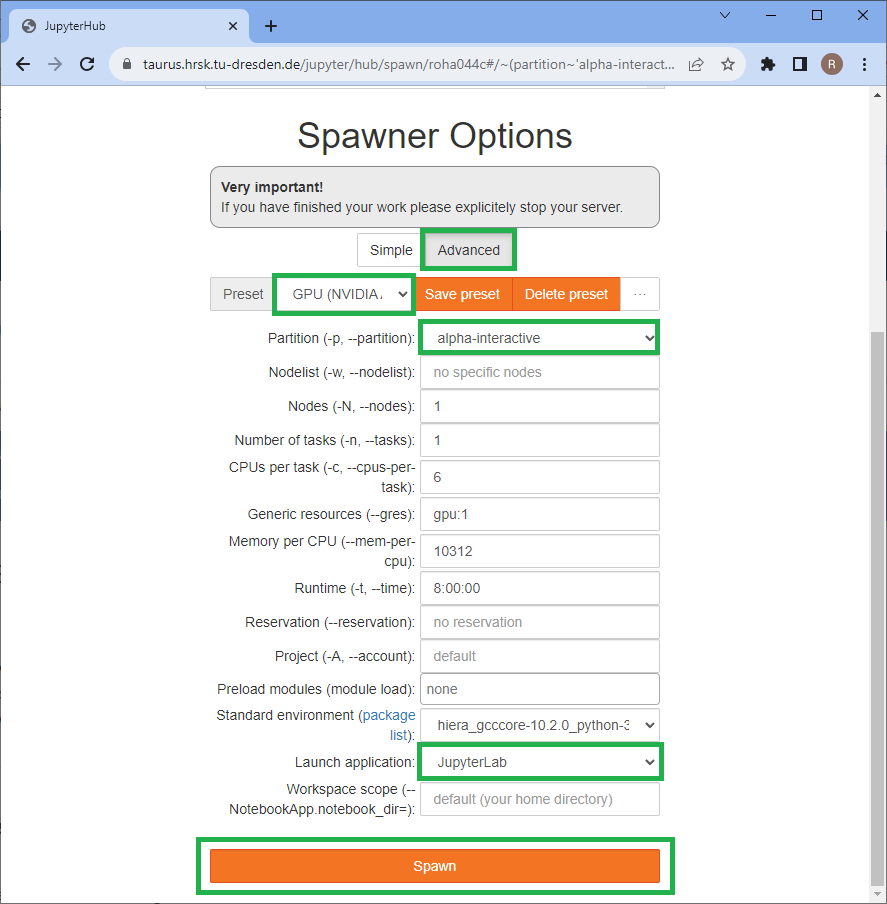 JupyterHub
taurus.hrsk.tu-dresden.de/jupyter/hub/spawn/roha044c#/~(partition~'alpha-interact...
R
Spawner Options
Very important!
If you have finished your work please explicitely stop your server.
Simple Advanced
Preset GPU (NVIDIA Save preset Delete preset ...
Partition (-p, --partition): alpha-interactive
Nodelist (-w, --nodelist): no specific nodes
Nodes (-N, --nodes): 1
Number of tasks (-n, --tasks): 1
CPUs per task (-c, --cpus-per-
task): 6
Generic resources (--gres): gpu:1
Memory per CPU (--mem-per-
cpu): 10312
Runtime (-t, --time): 8:00:00
Reservation (--reservation): no reservation
Project (-A, --account): default
Preload modules (module load): none
Standard environment (package
list): hiera_gcccore-10.2.0_python-3
Launch application: JupyterLab
Workspace scope (--
NotebookApp.notebook_dir=): default (your home directory)
Spawn